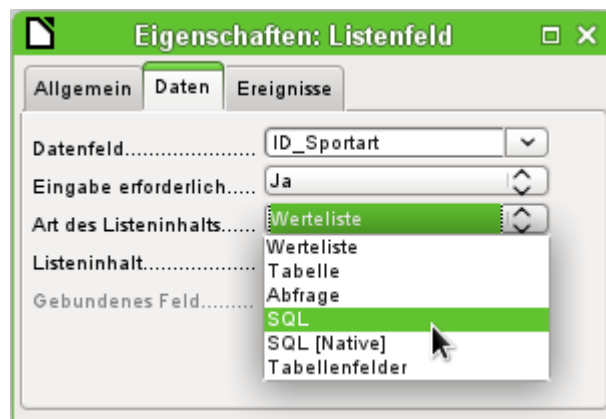 Eigenschaften: Listenfeld
Allgemein Daten Ereignisse
Datenfeld..................... ID_Sportart
Eingabe erforderlich..... Ja
Art des Listeninhalts...... Werteliste
Listeninhalt.................
Gebundenes Feld.........
Werteliste
Tabelle
Abfrage
SQL
SQL [Native]
Tabellenfelder